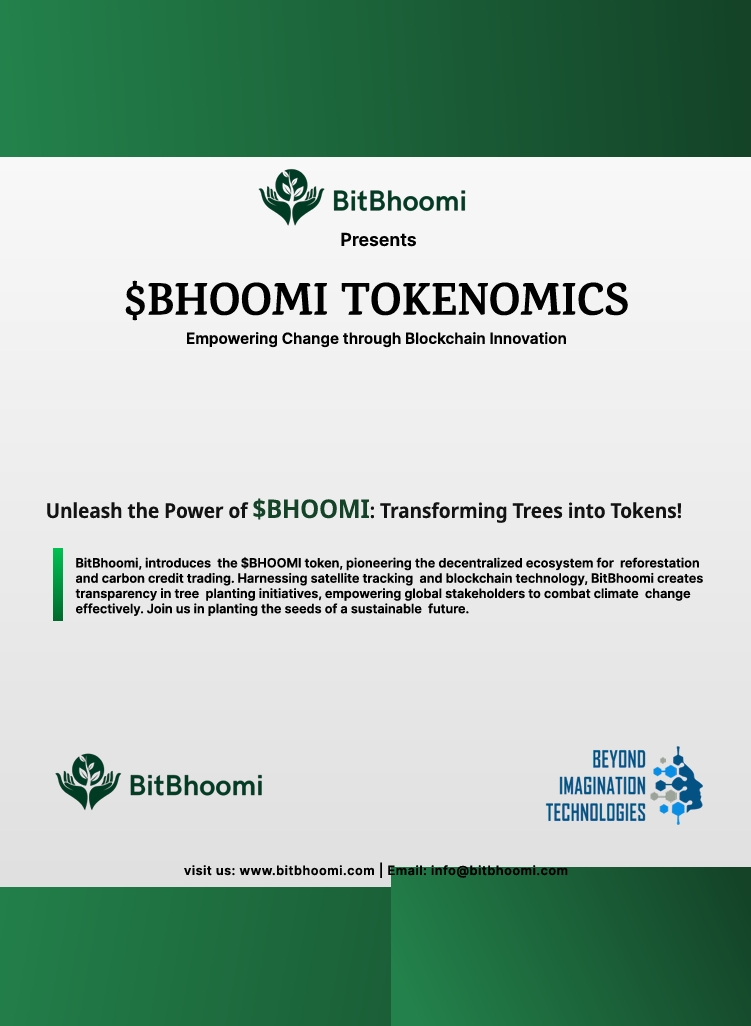 BitBhoomi
Presents
$BHOOMI TOKENOMICS
Empowering Change through Blockchain Innovation
Unleash the Power of $BHOOMI: Transforming Trees into Tokens!
BitBhoomi, introduces the $BHOOMI token, pioneering the decentralized ecosystem for reforestation
and carbon credit trading. Harnessing satellite tracking and blockchain technology, BitBhoomi creates
transparency in tree planting initiatives, empowering global stakeholders to combat climate change
effectively. Join us in planting the seeds of a sustainable future.
BitBhoomi
BEYOND
IMAGINATION
TECHNOLOGIES
visit us: www.bitbhoomi.com | Email: info@bitbhoomi.com